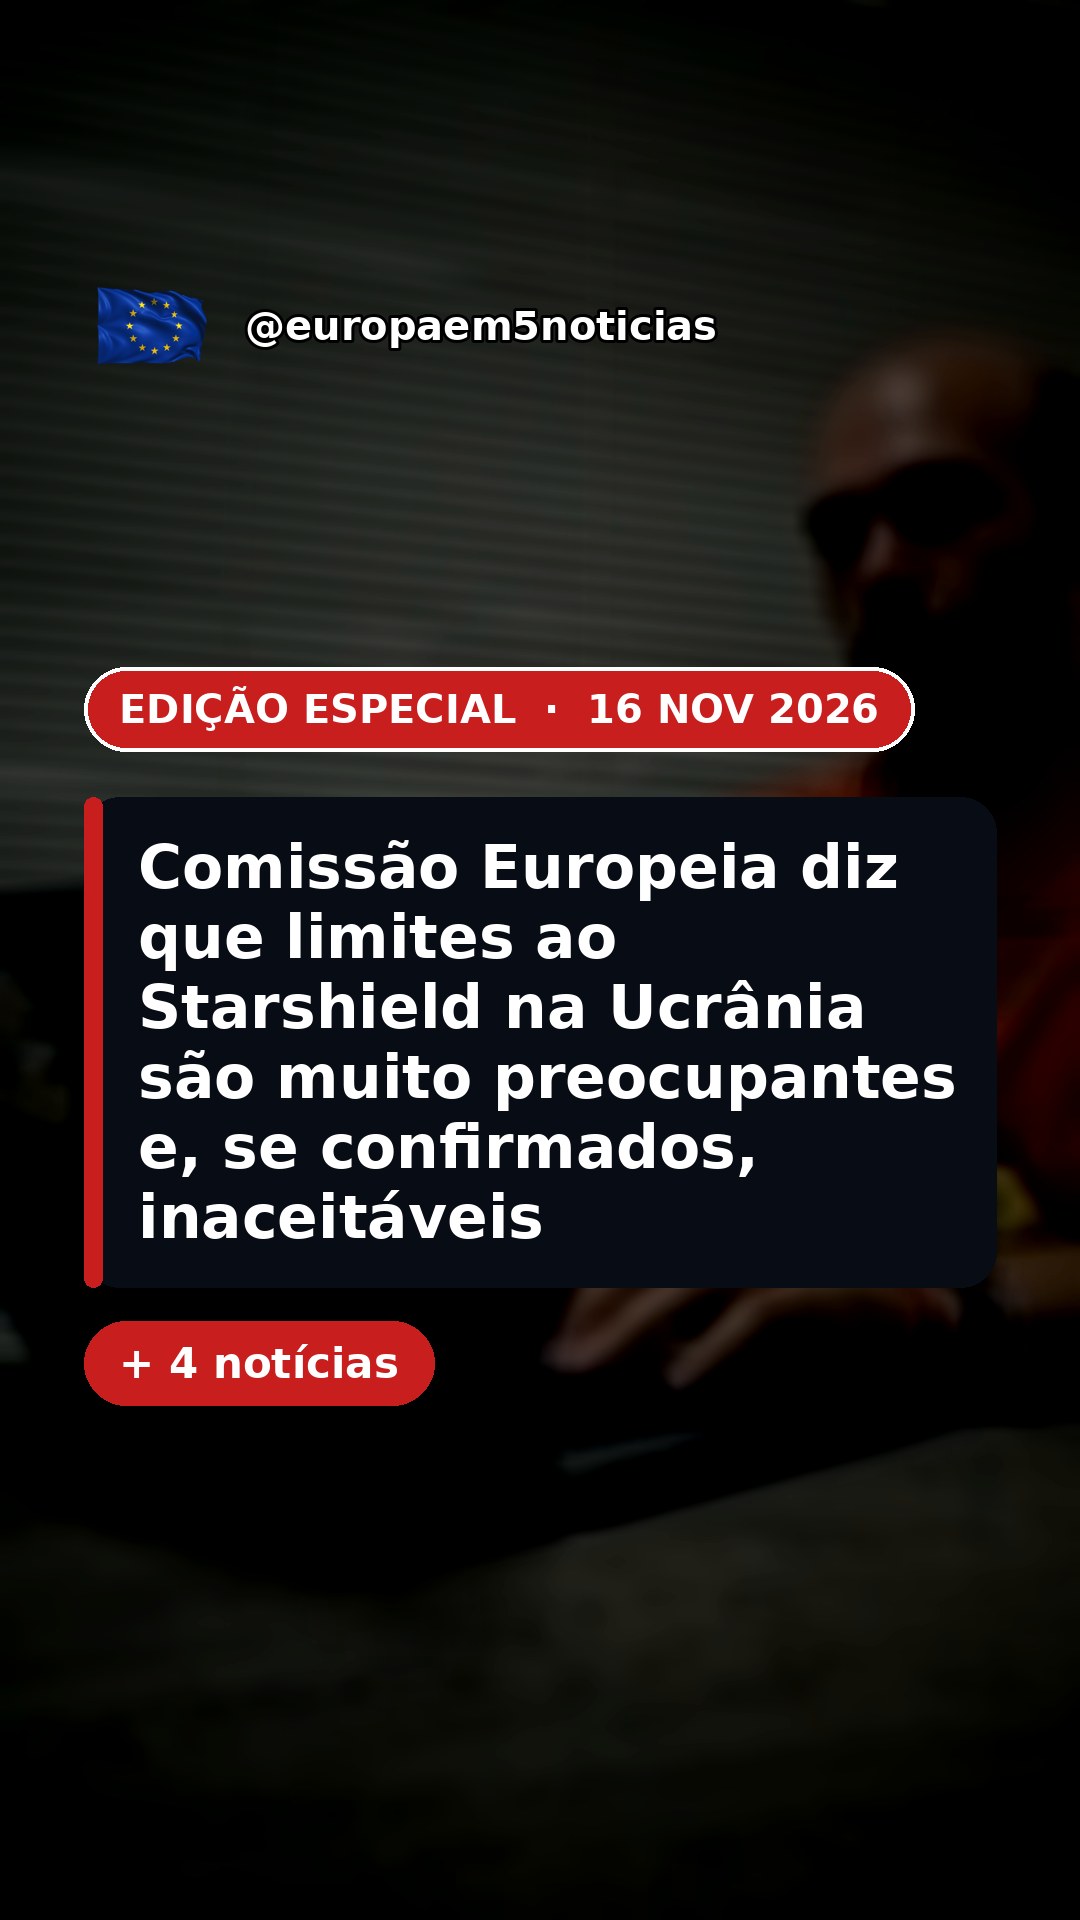 @europaem5noticias
EDIÇÃO ESPECIAL · 16 NOV 2026
Comissão Europeia diz
que limites ao
Starshield na Ucrânia
são muito preocupantes
e, se confirmados,
inaceitáveis
+ 4 notícias